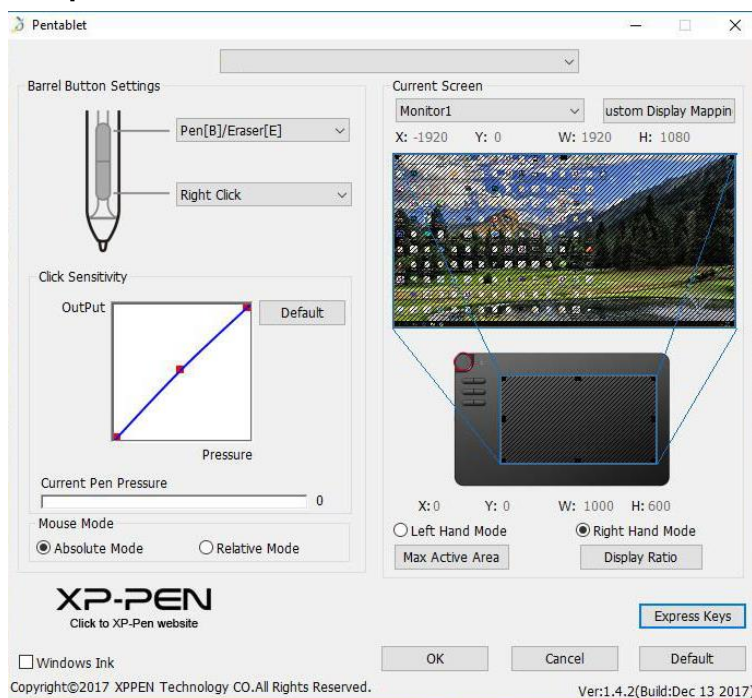 Pentablet
Barrel Button Settings
Pen[B]/Eraser[E]
Right Click
Click Sensitivity
OutPut
Default
Pressure
Current Pen Pressure
0
Mouse Mode
Absolute Mode
Relative Mode
Current Screen
Monitor1
ustom Display Mappin
X: -1920 Y: 0 W: 1920 H: 1080
X: 0 Y: 0 W: 1000 H: 600
Left Hand Mode
Right Hand Mode
Max Active Area
Display Ratio
XP-PEN
Click to XP-Pen website
Express Keys
Windows Ink
OK
Cancel
Default
Copyright©2017 XPPEN Technology CO.All Rights Reserved.
Ver:1.4.2(Build:Dec 13 2017)